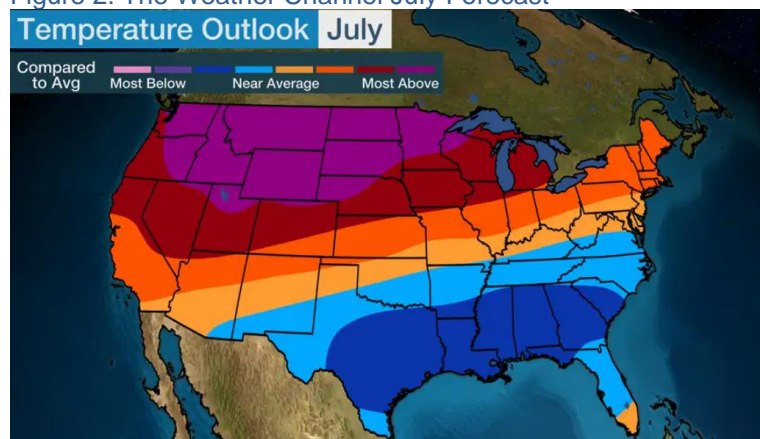 Figure 2. The Weather Channel July Forecast
Temperature Outlook July
Compared to Avg
Most Below Near Average Most Above